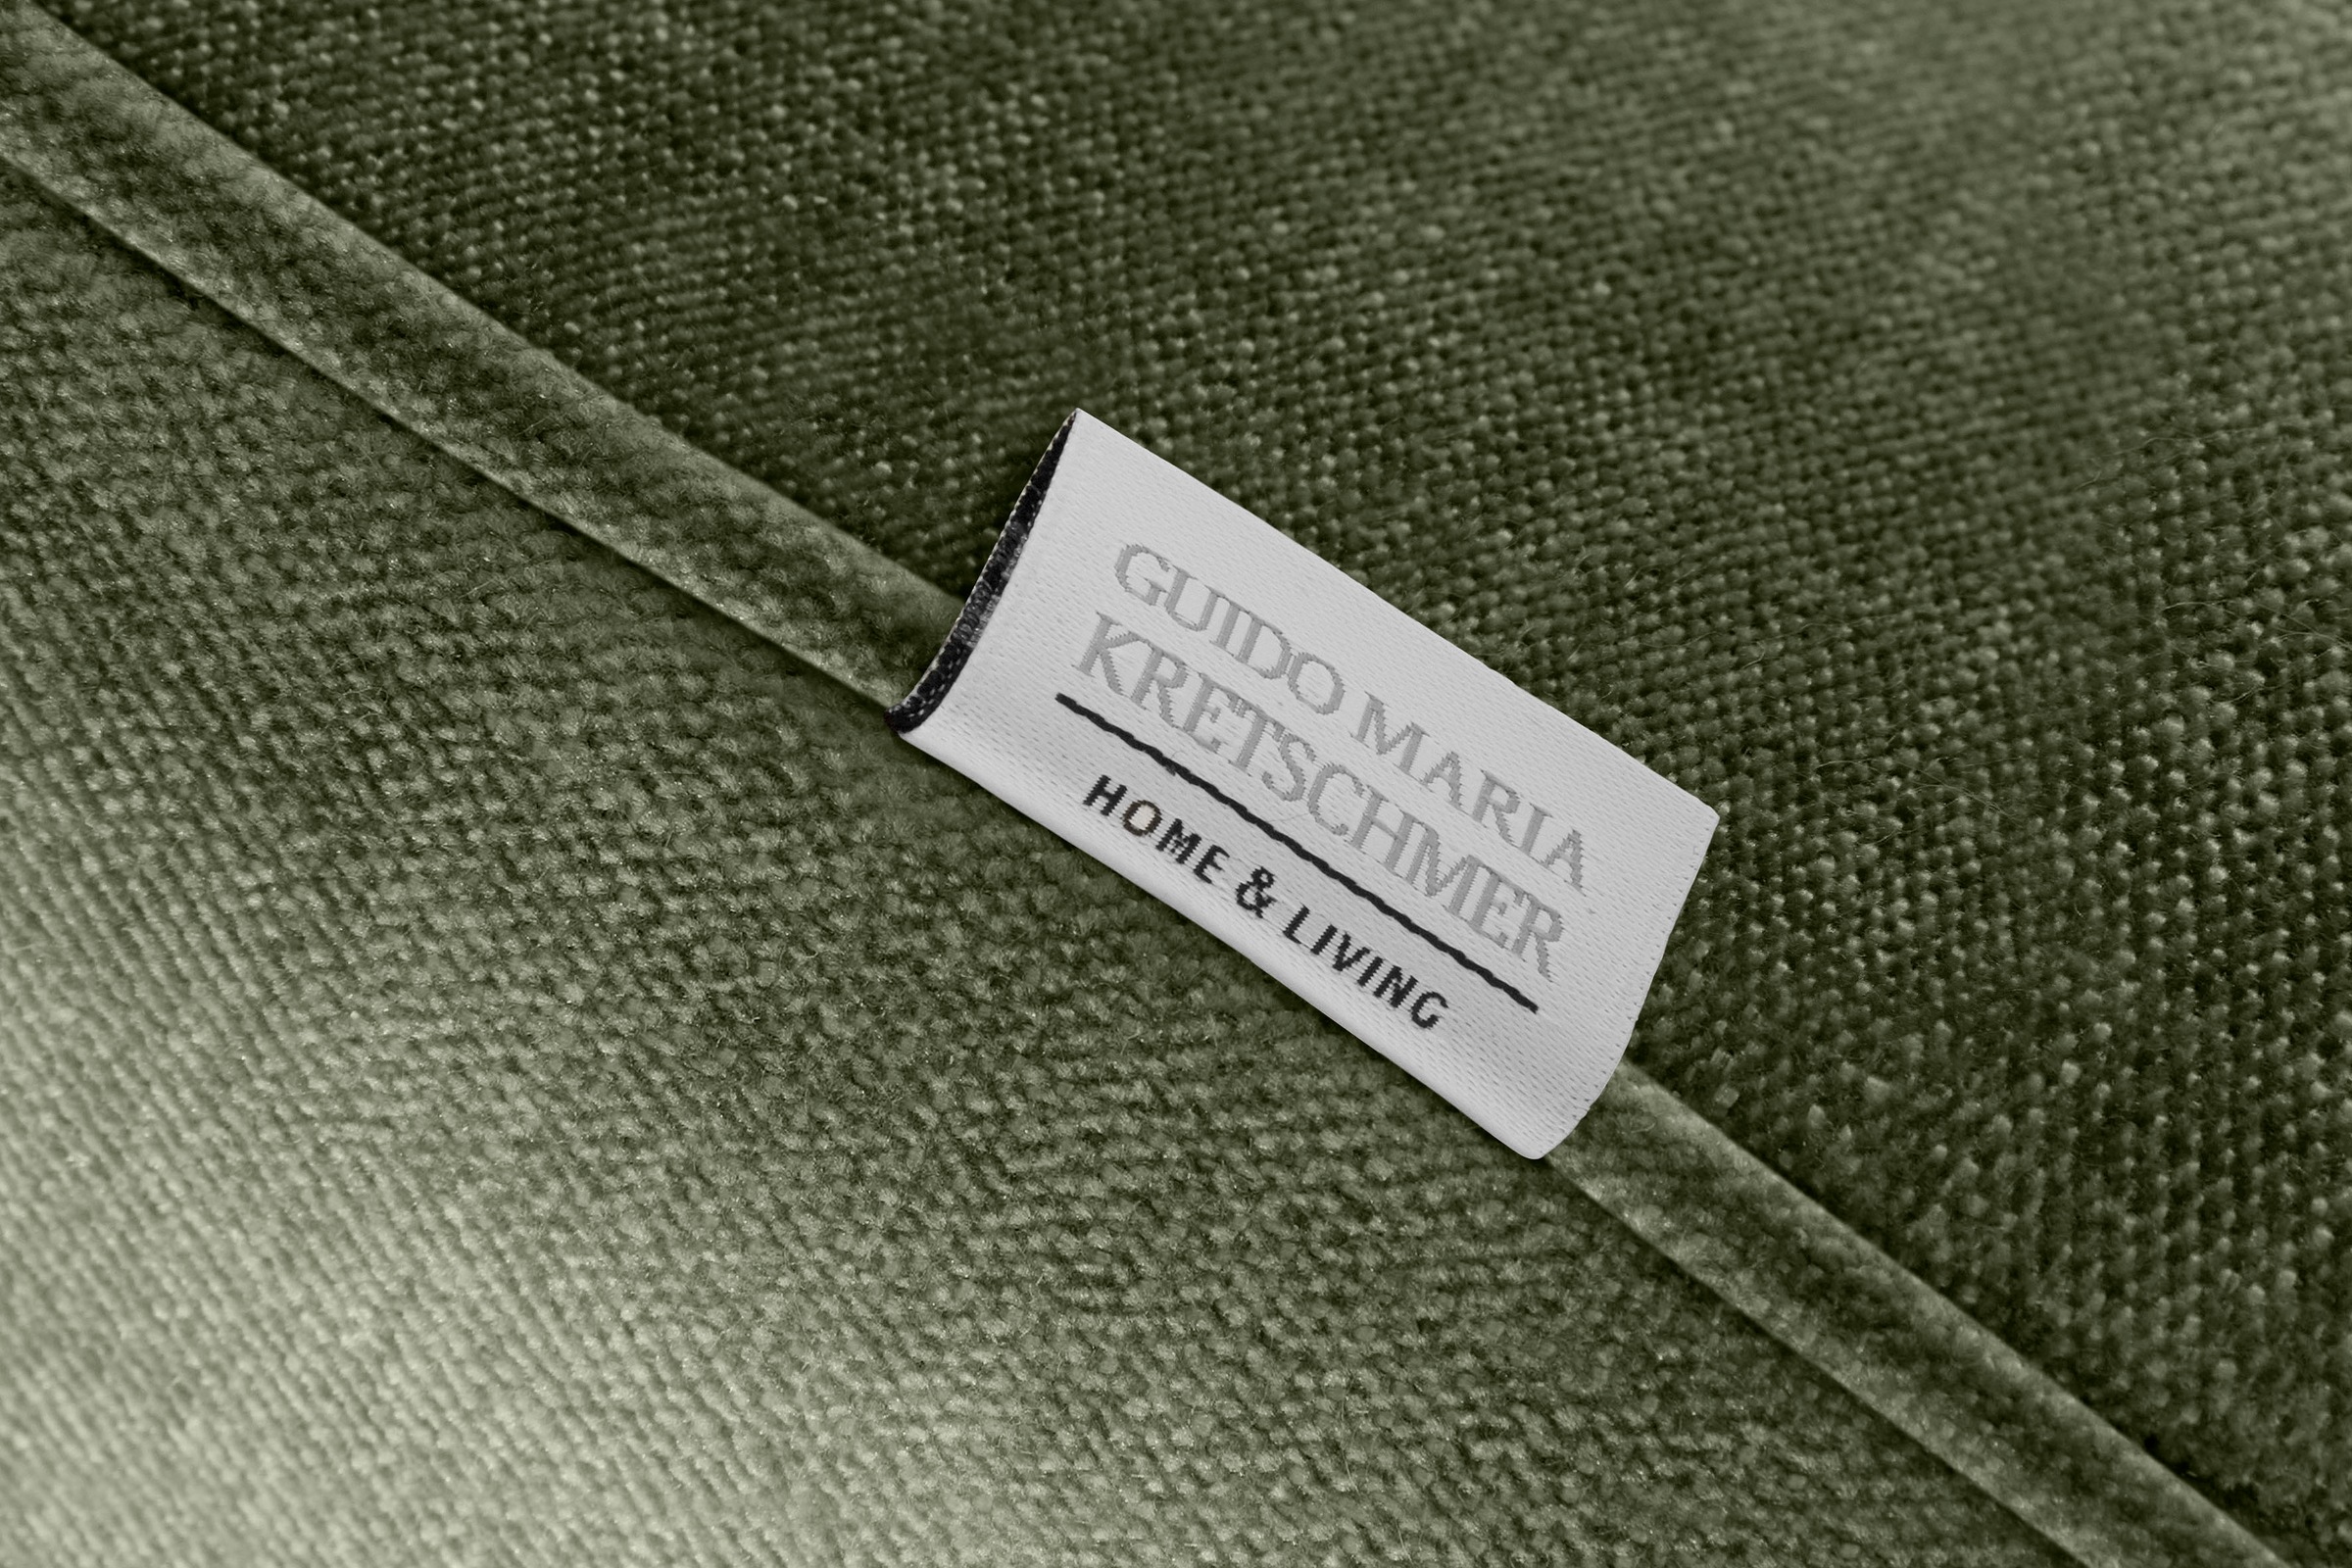 GUIDO MARIA
KRETSCHMER
HOME & LIVING